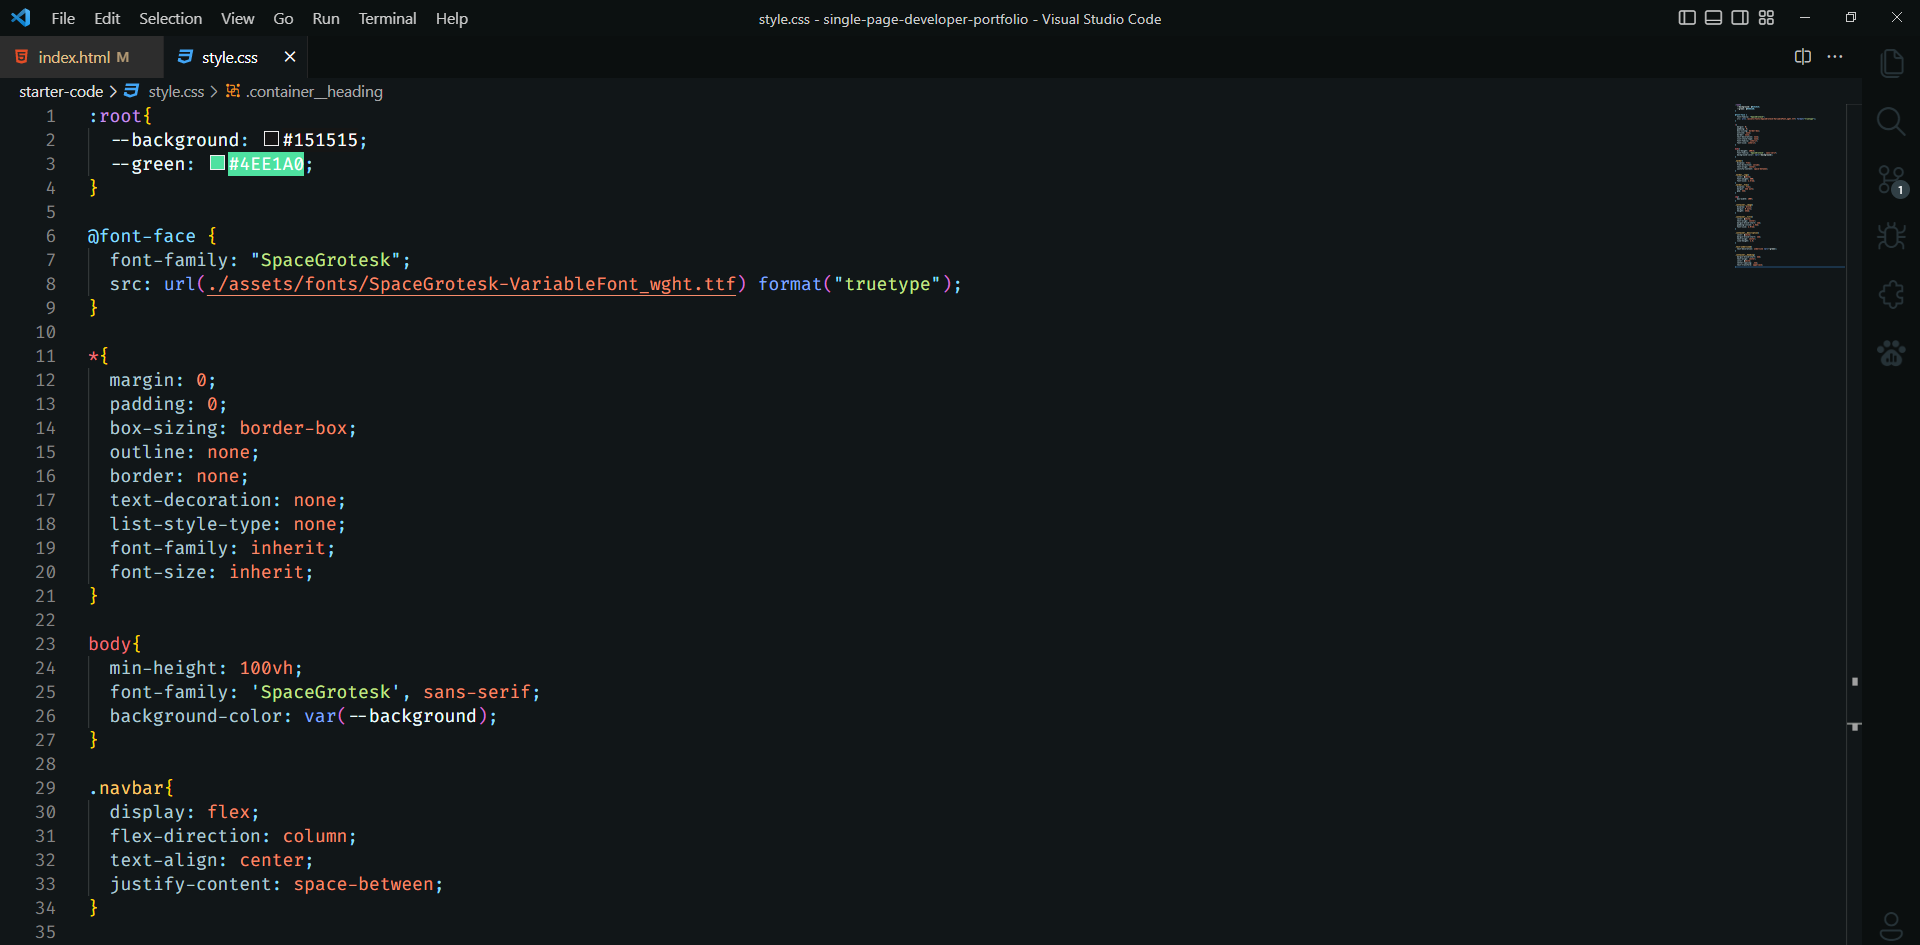 File Edit Selection View Go Run Terminal Help
style.css - single-page-developer-portfolio - Visual Studio Code
index.html M
style.css
starter-code > style.css > .container__heading
1 :root{
2 --background: #151515;
3 --green: #4EE1A0;
4 }
5
6 @font-face {
7 font-family: "SpaceGrotesk";
8 src: url(./assets/fonts/SpaceGrotesk-VariableFont_wght.ttf) format("truetype");
9 }
10
11 *{
12 margin: 0;
13 padding: 0;
14 box-sizing: border-box;
15 outline: none;
16 border: none;
17 text-decoration: none;
18 list-style-type: none;
19 font-family: inherit;
20 font-size: inherit;
21 }
22
23 body{
24 min-height: 100vh;
25 font-family: 'SpaceGrotesk', sans-serif;
26 background-color: var(--background);
27 }
28
29 .navbar{
30 display: flex;
31 flex-direction: column;
32 text-align: center;
33 justify-content: space-between;
34 }
35
1